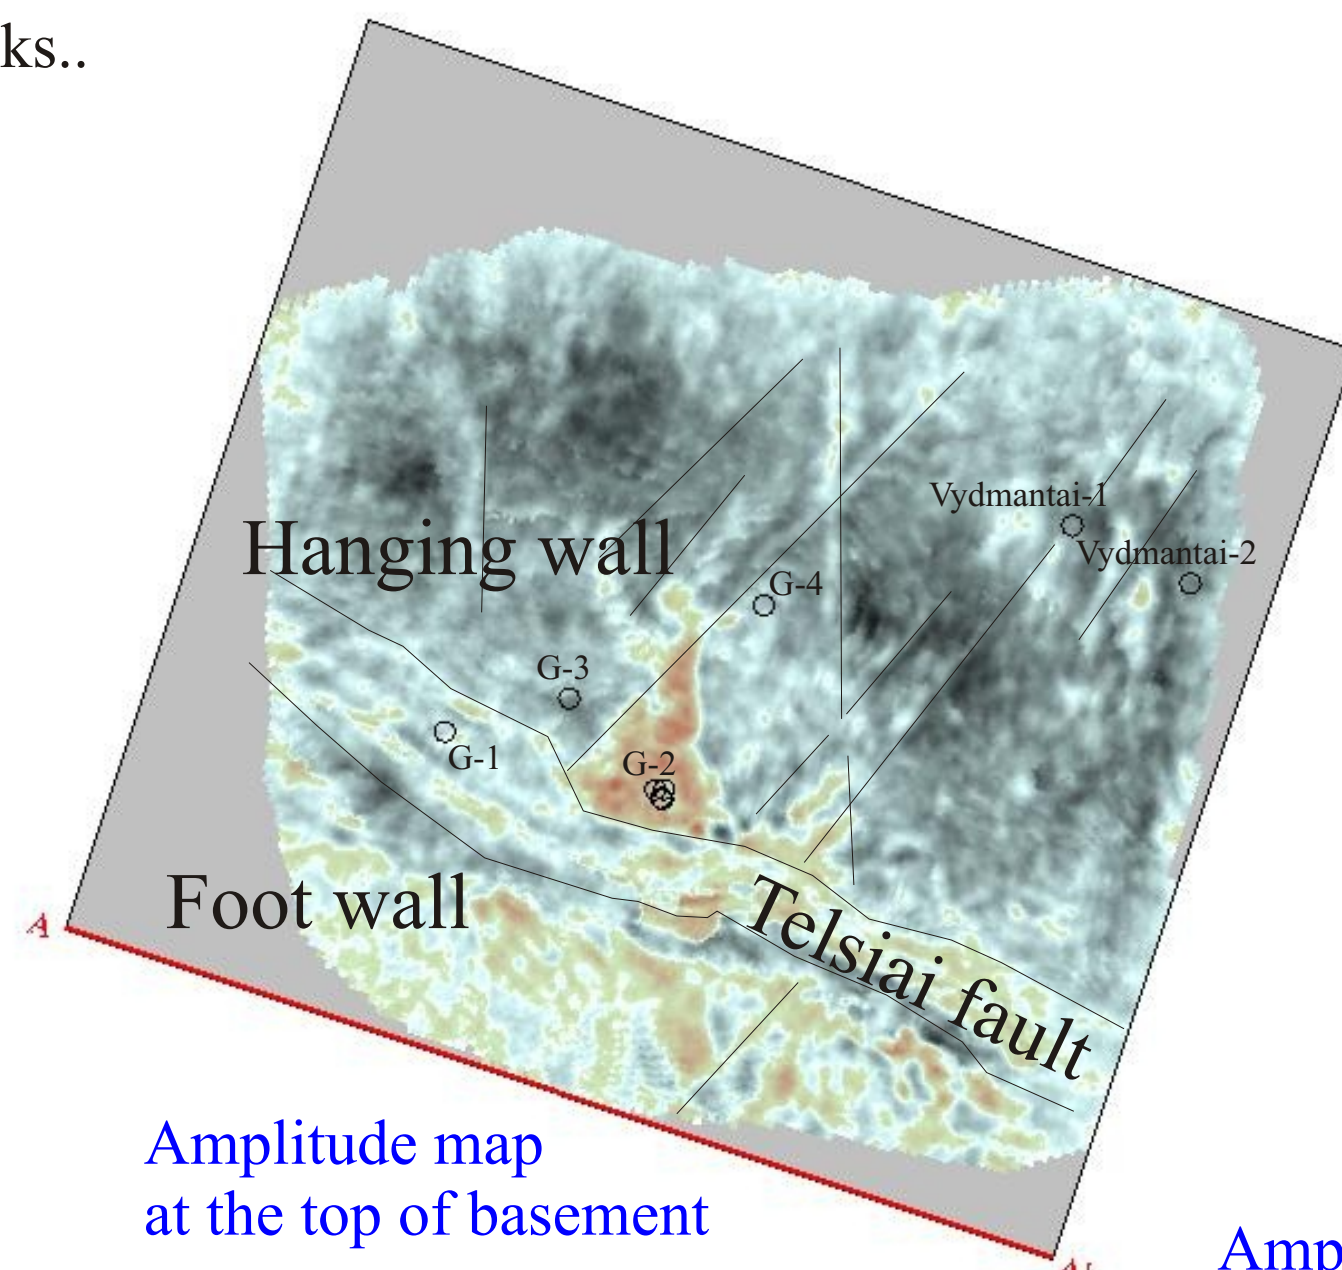 ks..
Vydmantai-1
Hanging wall
Vydmantai-2
G-4
G-3
G-1
G-2
Foot wall
Telsiai fault
A
Amplitude map
at the top of basement
Amp